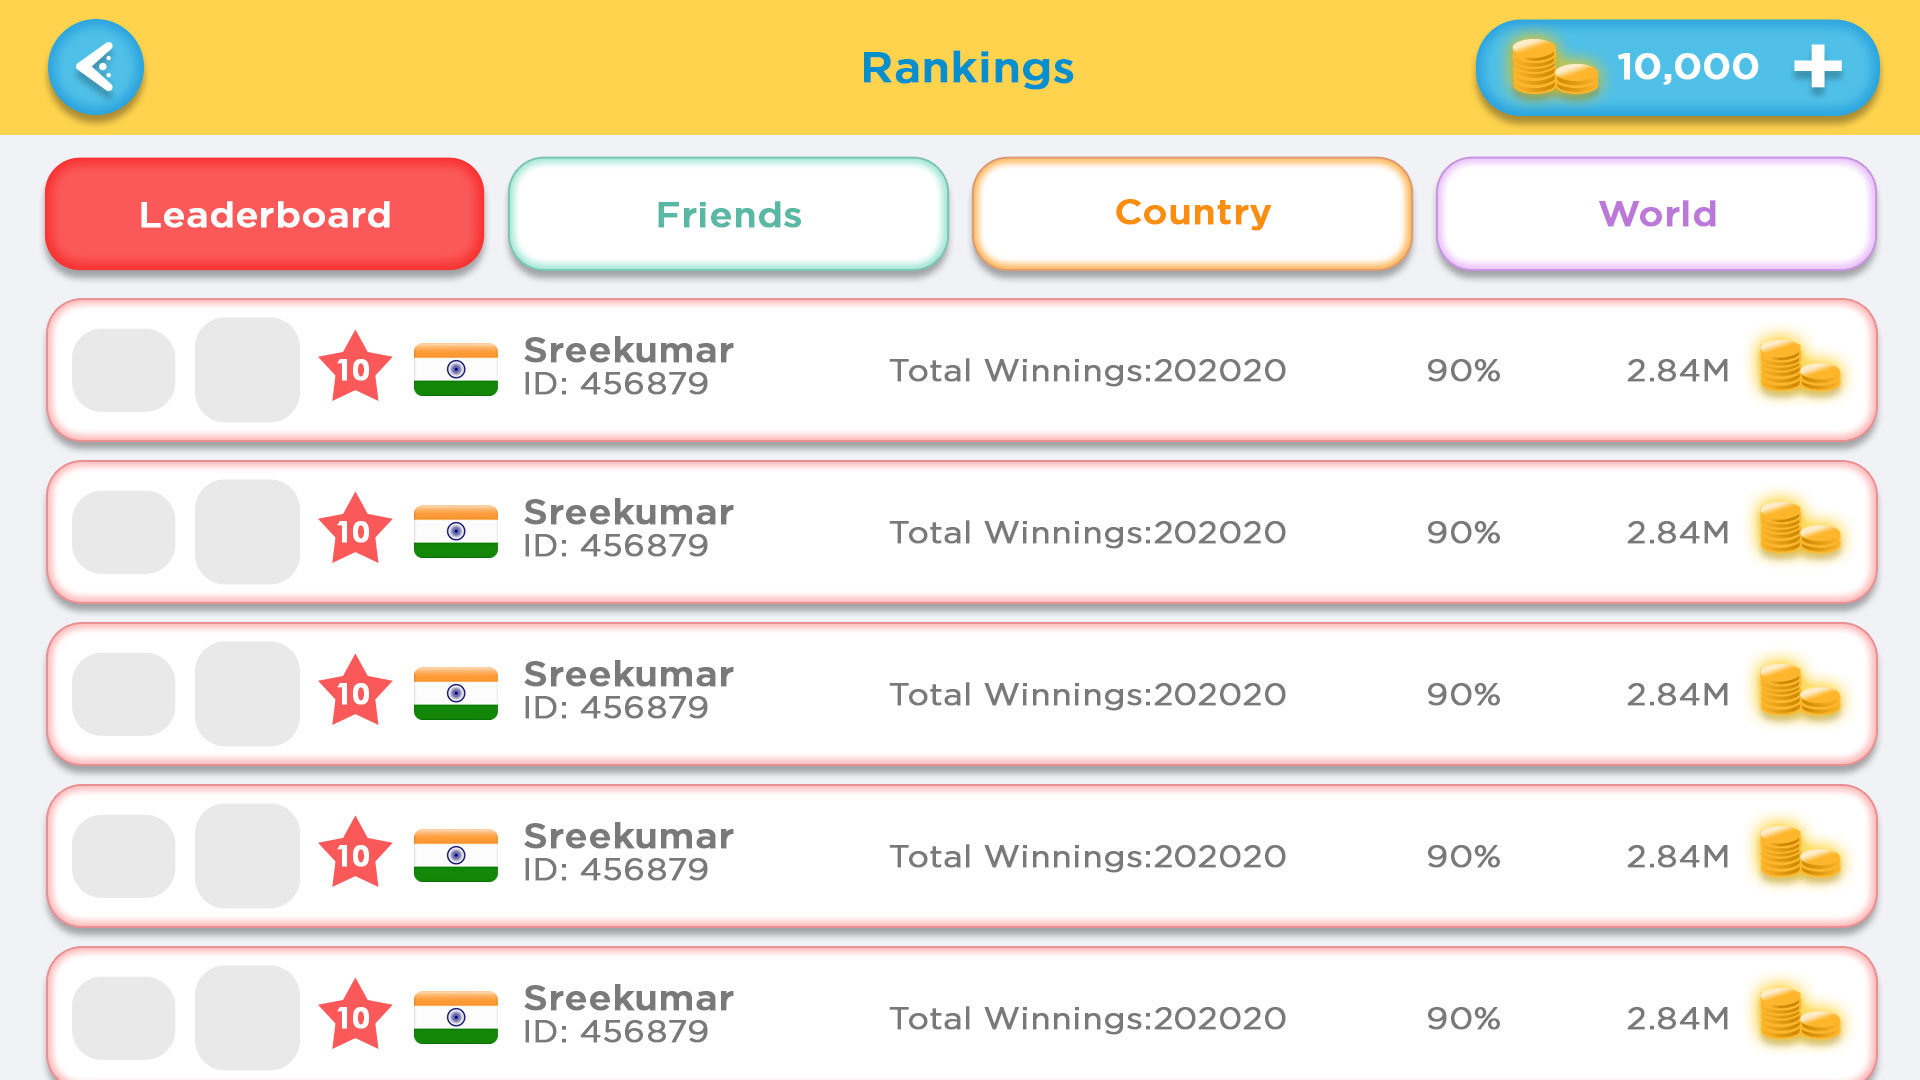 Rankings
10,000
Leaderboard
Friends
Country
World
10
Sreekumar
ID: 456879
Total Winnings:202020
90%
2.84M
10
Sreekumar
ID: 456879
Total Winnings:202020
90%
2.84M
10
Sreekumar
ID: 456879
Total Winnings:202020
90%
2.84M
10
Sreekumar
ID: 456879
Total Winnings:202020
90%
2.84M
10
Sreekumar
ID: 456879
Total Winnings:202020
90%
2.84M